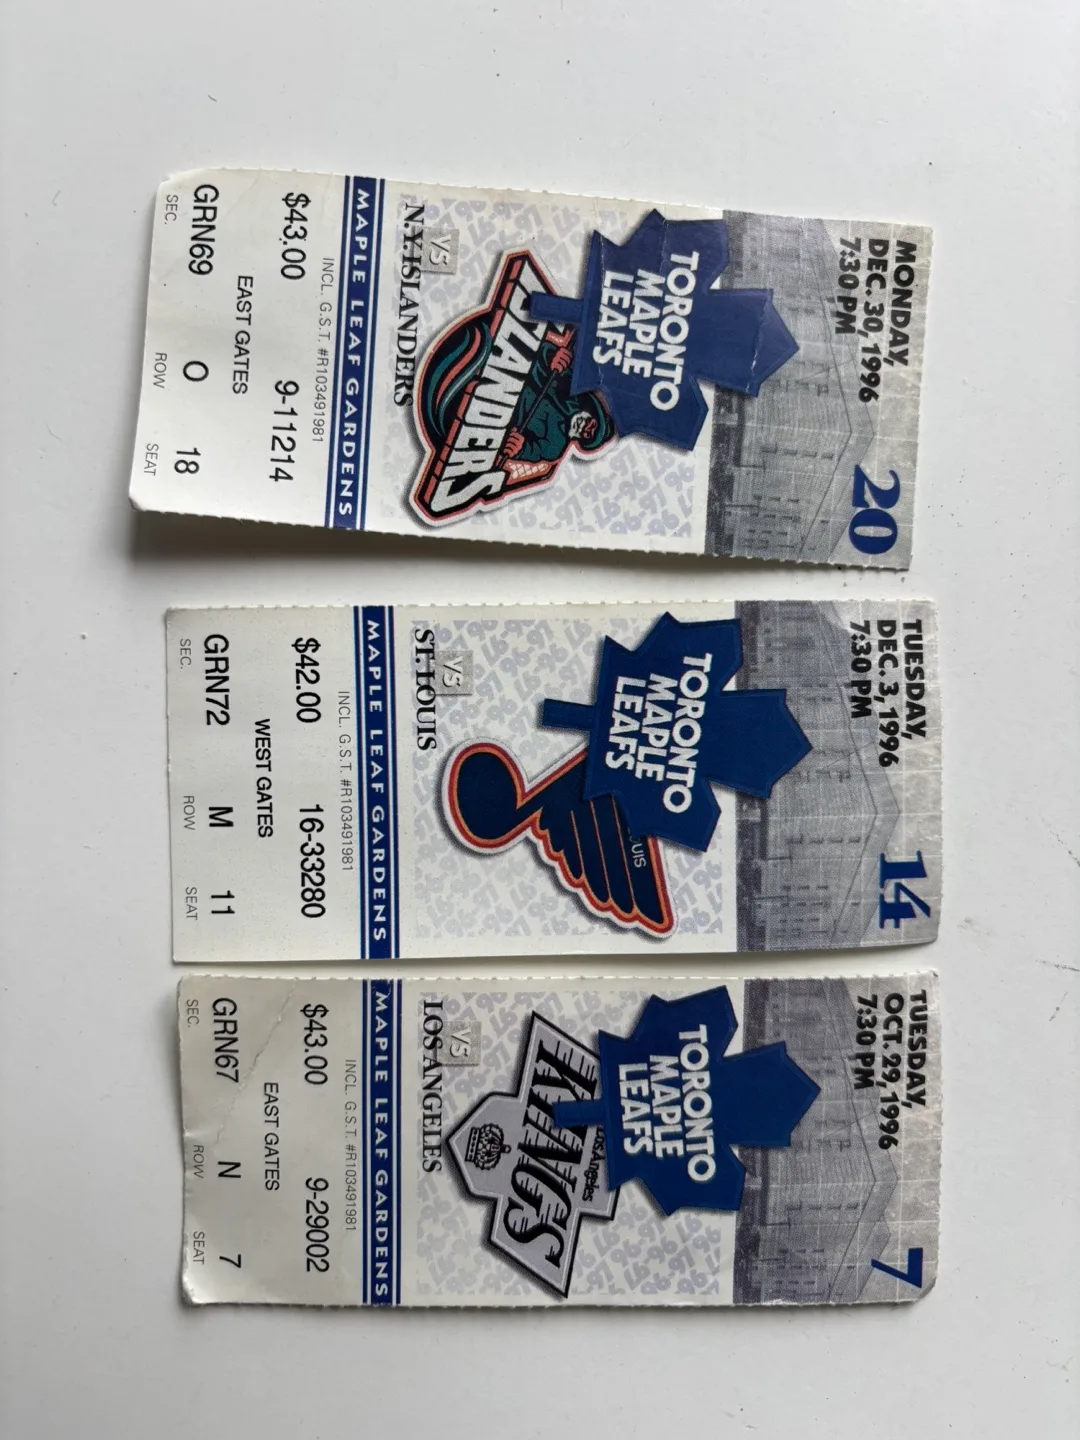 MONDAY,
DEC. 30, 1996
7:30 PM
20
TORONTO
MAPLE
LEAFS
VS
N.Y. ISLANDERS
MAPLE LEAF GARDENS
INCL. G.S.T. #R103491981
$43.00 9-11214
EAST GATES
GRN69 O 18
SEC. ROW SEAT
TUESDAY,
DEC. 3, 1996
7:30 PM
14
TORONTO
MAPLE
LEAFS
VS
ST. LOUIS
MAPLE LEAF GARDENS
INCL. G.S.T. #R103491981
$42.00 16-33280
WEST GATES
GRN72 M 11
SEC. ROW SEAT
TUESDAY,
OCT. 29, 1996
7:30 PM
7
TORONTO
MAPLE
LEAFS
Los Angeles
KINGS
VS
LOS ANGELES
MAPLE LEAF GARDENS
INCL. G.S.T. #R103491981
$43.00 9-29002
EAST GATES
GRN67 N 7
SEC. ROW SEAT